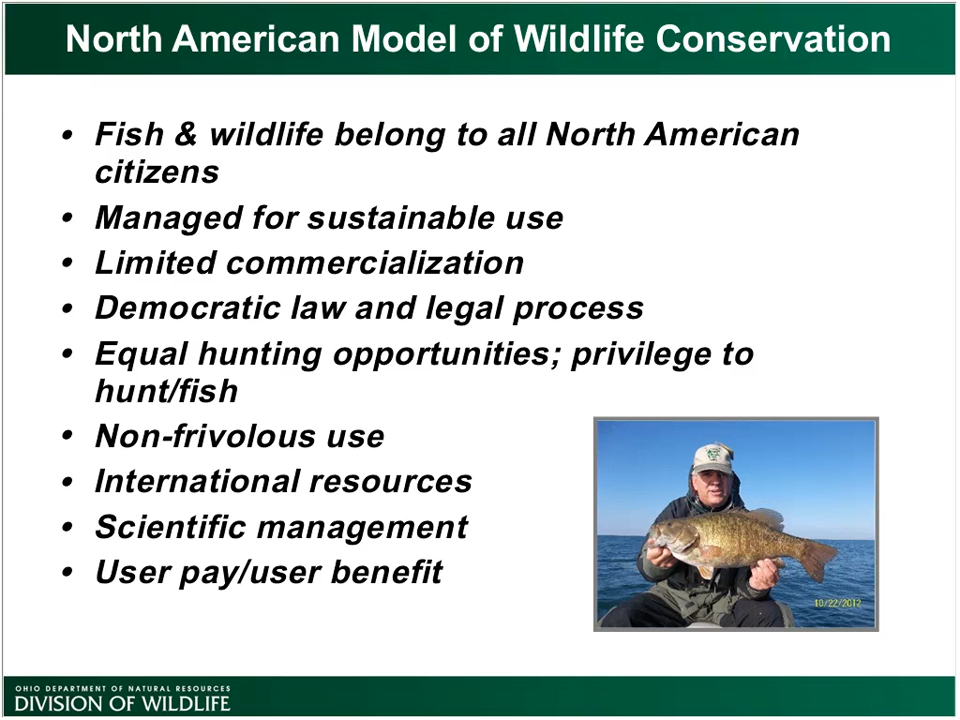 North American Model of Wildlife Conservation
• Fish & wildlife belong to all North American
citizens
• Managed for sustainable use
• Limited commercialization
• Democratic law and legal process
• Equal hunting opportunities; privilege to
hunt/fish
• Non-frivolous use
• International resources
• Scientific management
• User pay/user benefit
10/22/2012
OHIO DEPARTMENT OF NATURAL RESOURCES
DIVISION OF WILDLIFE